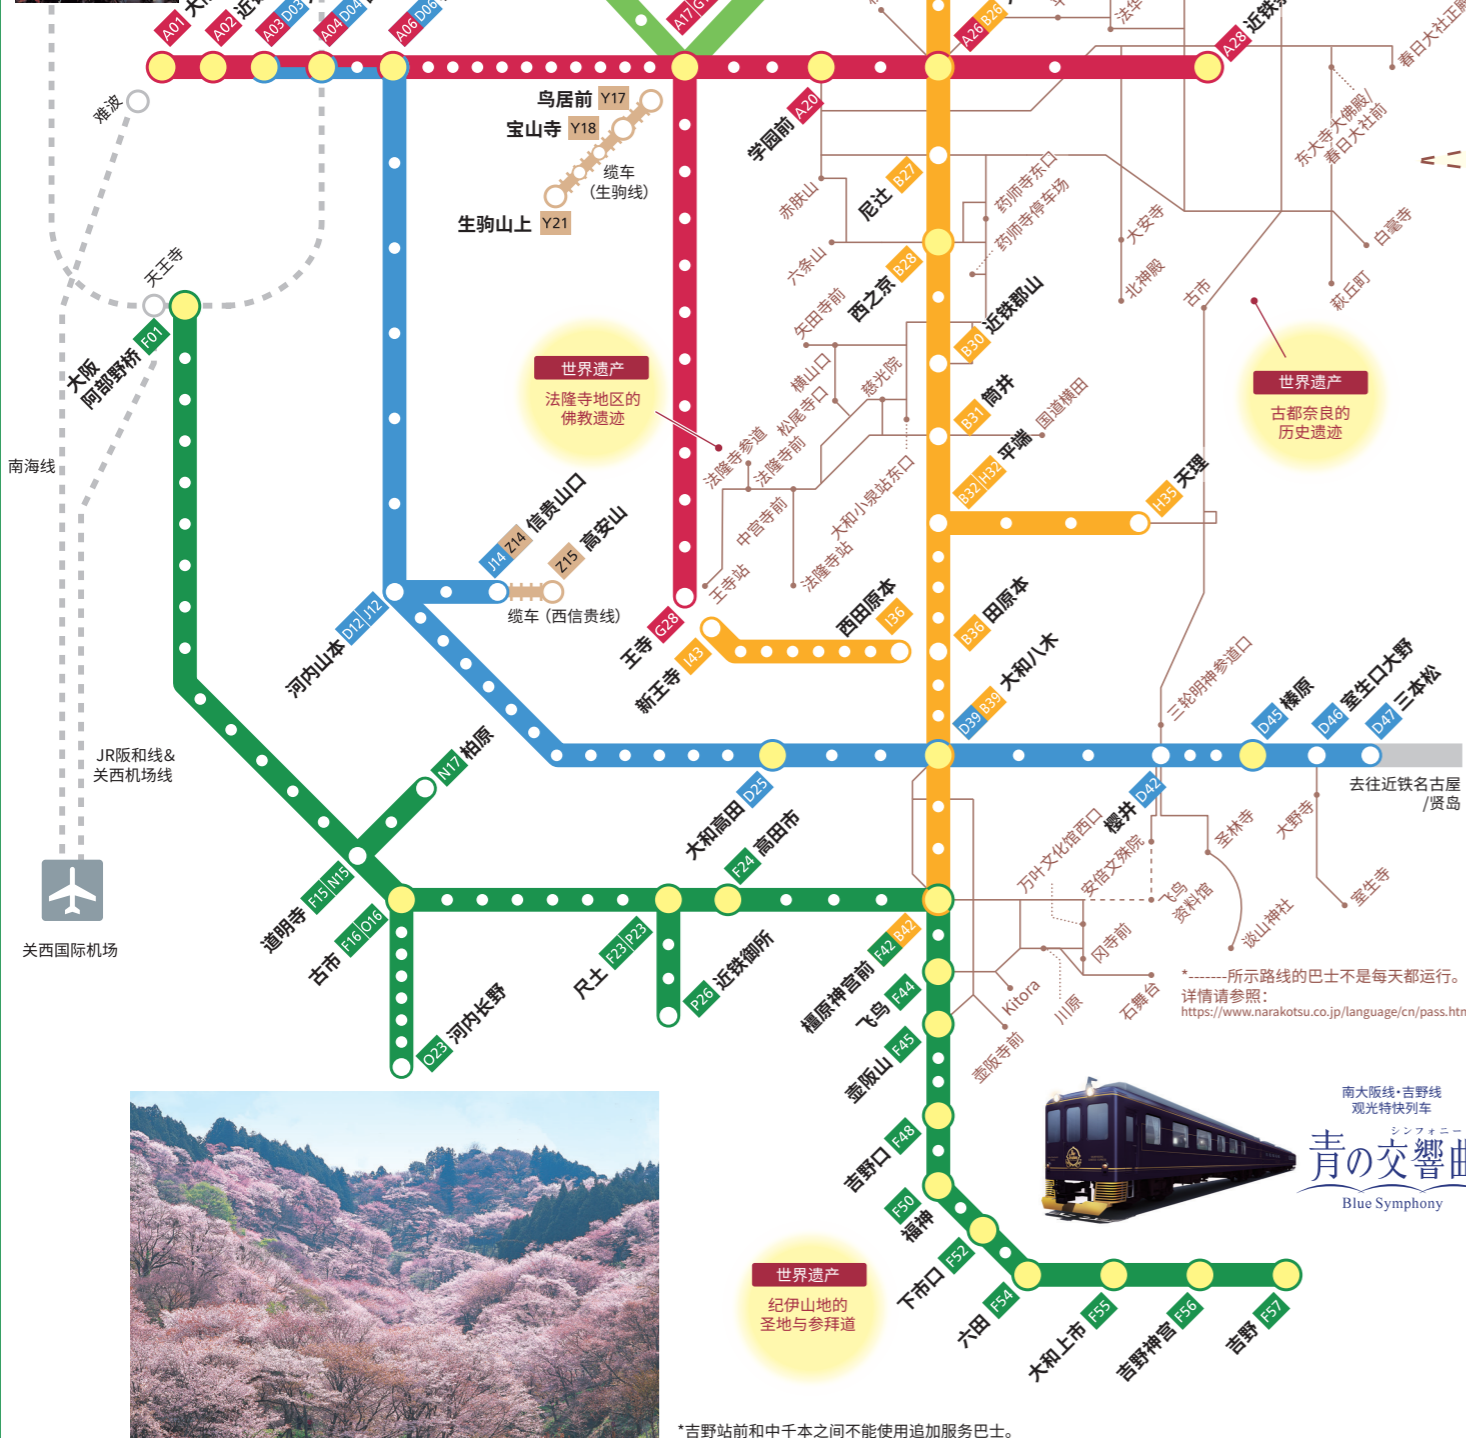 A01
A02
A03 D03
A04 D04
A06 D06
A17
A26 B26
A28
难波
鸟居前 Y17
宝山寺 Y18
缆车
（生驹线）
生驹山上 Y21
学园前 A20
尼辻 B27
西之京 B28
近铁郡山 B30
筒井 B31
平端 B32 H32
天理 H35
赤肤山
六条山
药师寺东口
药师寺停车场
大安寺
北神殿
古市
东大寺大佛殿/
春日大社前
白毫寺
荻丘町
天王寺
大阪
阿部野桥 F01
南海线
世界遗产
法隆寺地区的
佛教遗迹
世界遗产
古都奈良的
历史遗迹
矢田寺前
横山口
松尾寺口
慈光院
国道横田
法隆寺参道
法隆寺前
中宫寺前
大和小泉站东口
法隆寺站
王寺站
J14 Z14 信贵山口
Z15 高安山
缆车（西信贵线）
河内山本 D12 J12
王寺 G28
新王寺 I43
西田原本 I36
B36 田原本
D39 B39 大和八木
三轮明神参道口
D45 榛原
D46 室生口大野
D47 三本松
去往近铁名古屋
/贤岛
JR阪和线&
关西机场线
关西国际机场
N17 柏原
道明寺 F15 N15
古市 F16 O16
O23 河内长野
大和高田 D25
F24 高田市
尺土 F23 P23
P26 近铁御所
橿原神宫前 F42 B42
樱井 D42
万叶文化馆西口
安倍文殊院
飞鸟
资料馆
圣林寺
谈山神社
大野寺
室生寺
冈寺前
石舞台
川原
Kitora
壶阪寺前
飞鸟 F44
壶阪山 F45
吉野口 F48
F50
福神
下市口 F52
六田 F54
大和上市 F55
吉野神宫 F56
吉野 F57
*-------所示路线的巴士不是每天都运行。
详情请参照：
https://www.narakotsu.co.jp/language/cn/pass.htm
南大阪线・吉野线
观光特快列车
シンフォニー
青の交響曲
Blue Symphony
世界遗产
纪伊山地的
圣地与参拜道
*吉野站前和中千本之间不能使用追加服务巴士。